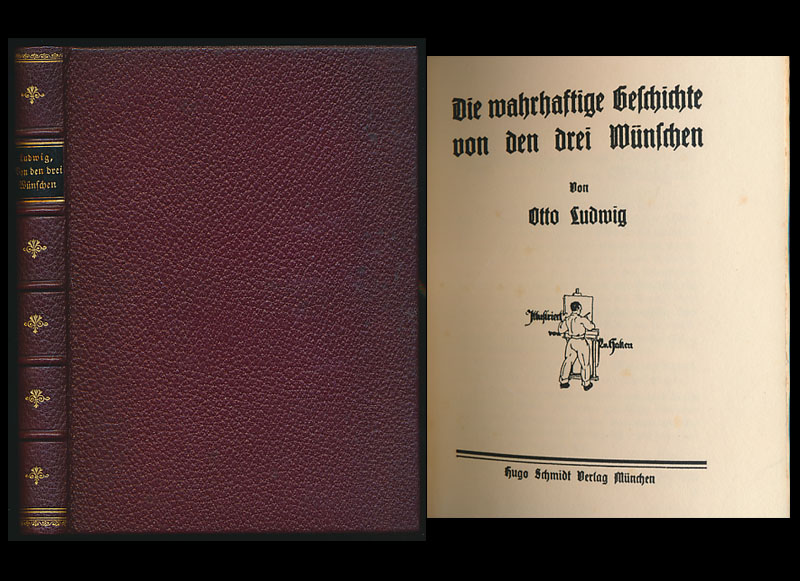 Ludwig,
Von den drei
Wünschen
Die wahrhaftige Geschichte
von den drei Wünschen
Von
Otto Ludwig
Illustriert
von
Hugo Schmidt Verlag München